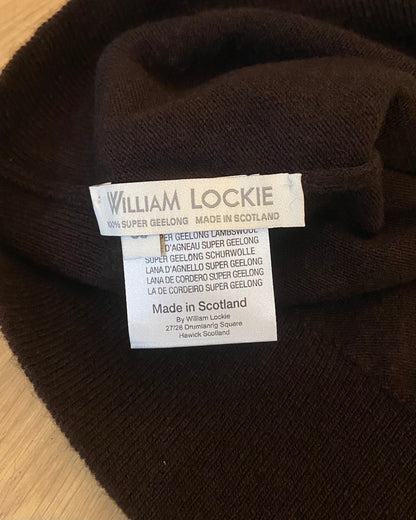 WILLIAM LOCKIE
100% SUPER GEELONG MADE IN SCOTLAND
PER GEELONG LAMBSWOOL
D'AGNEAU SUPER GEELONG
SUPER GEELONG SCHURWOLLE
LANA D'AGNELLO SUPER GEELONG
LANA DE CORDERO SUPER GEELONG
LA DE CORDEIRO SUPER GEELONG
Made in Scotland
By William Lockie
27/28 Drumlanrig Square
Hawick Scotland